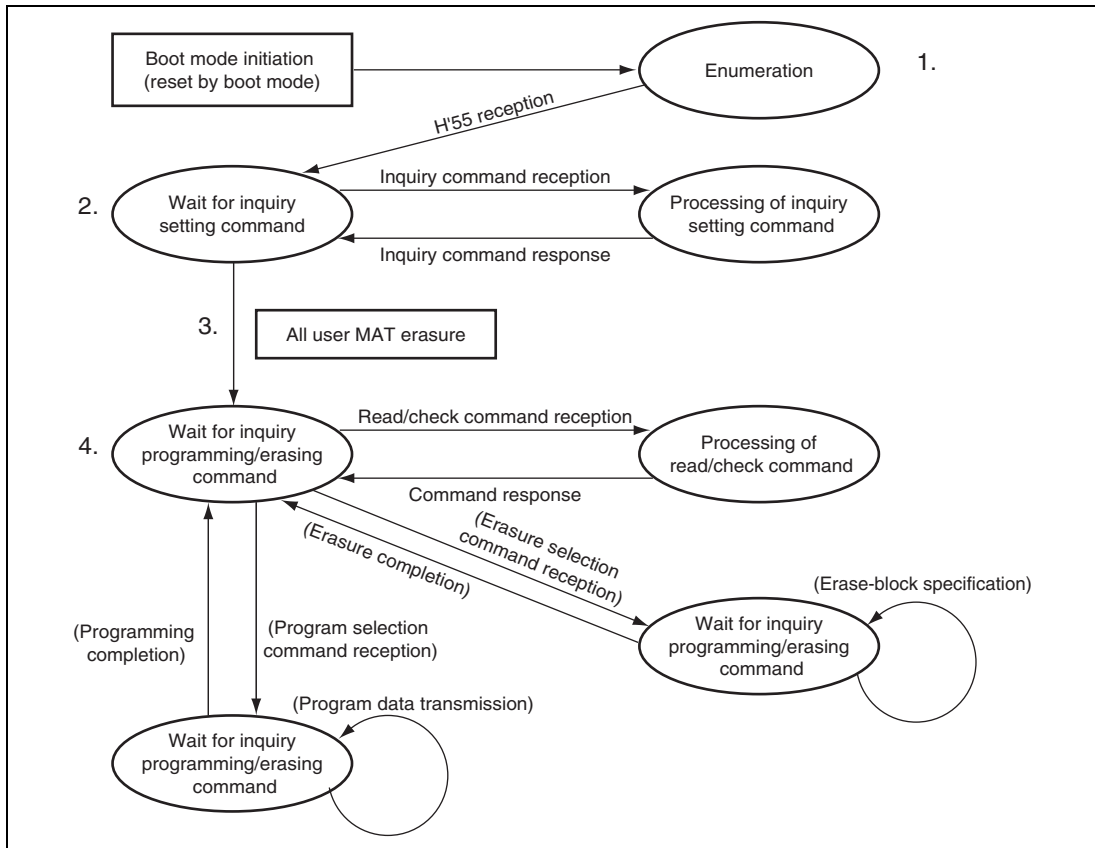 Boot mode initiation
(reset by boot mode)
Enumeration
1.
H'55 reception
2.
Wait for inquiry
setting command
Inquiry command reception
Processing of inquiry
setting command
Inquiry command response
3.
All user MAT erasure
4.
Wait for inquiry
programming/erasing
command
Read/check command reception
Processing of
read/check command
Command response
(Erasure selection
command reception)
(Erasure completion)
(Erase-block specification)
Wait for inquiry
programming/erasing
command
(Programming
completion)
(Program selection
command reception)
(Program data transmission)
Wait for inquiry
programming/erasing
command